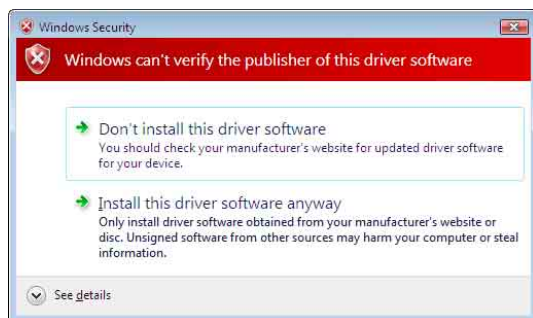 Windows Security
Windows can't verify the publisher of this driver software
Don't install this driver software
You should check your manufacturer's website for updated driver software
for your device.
Install this driver software anyway
Only install driver software obtained from your manufacturer's website or
disc. Unsigned software from other sources may harm your computer or steal
information.
See details